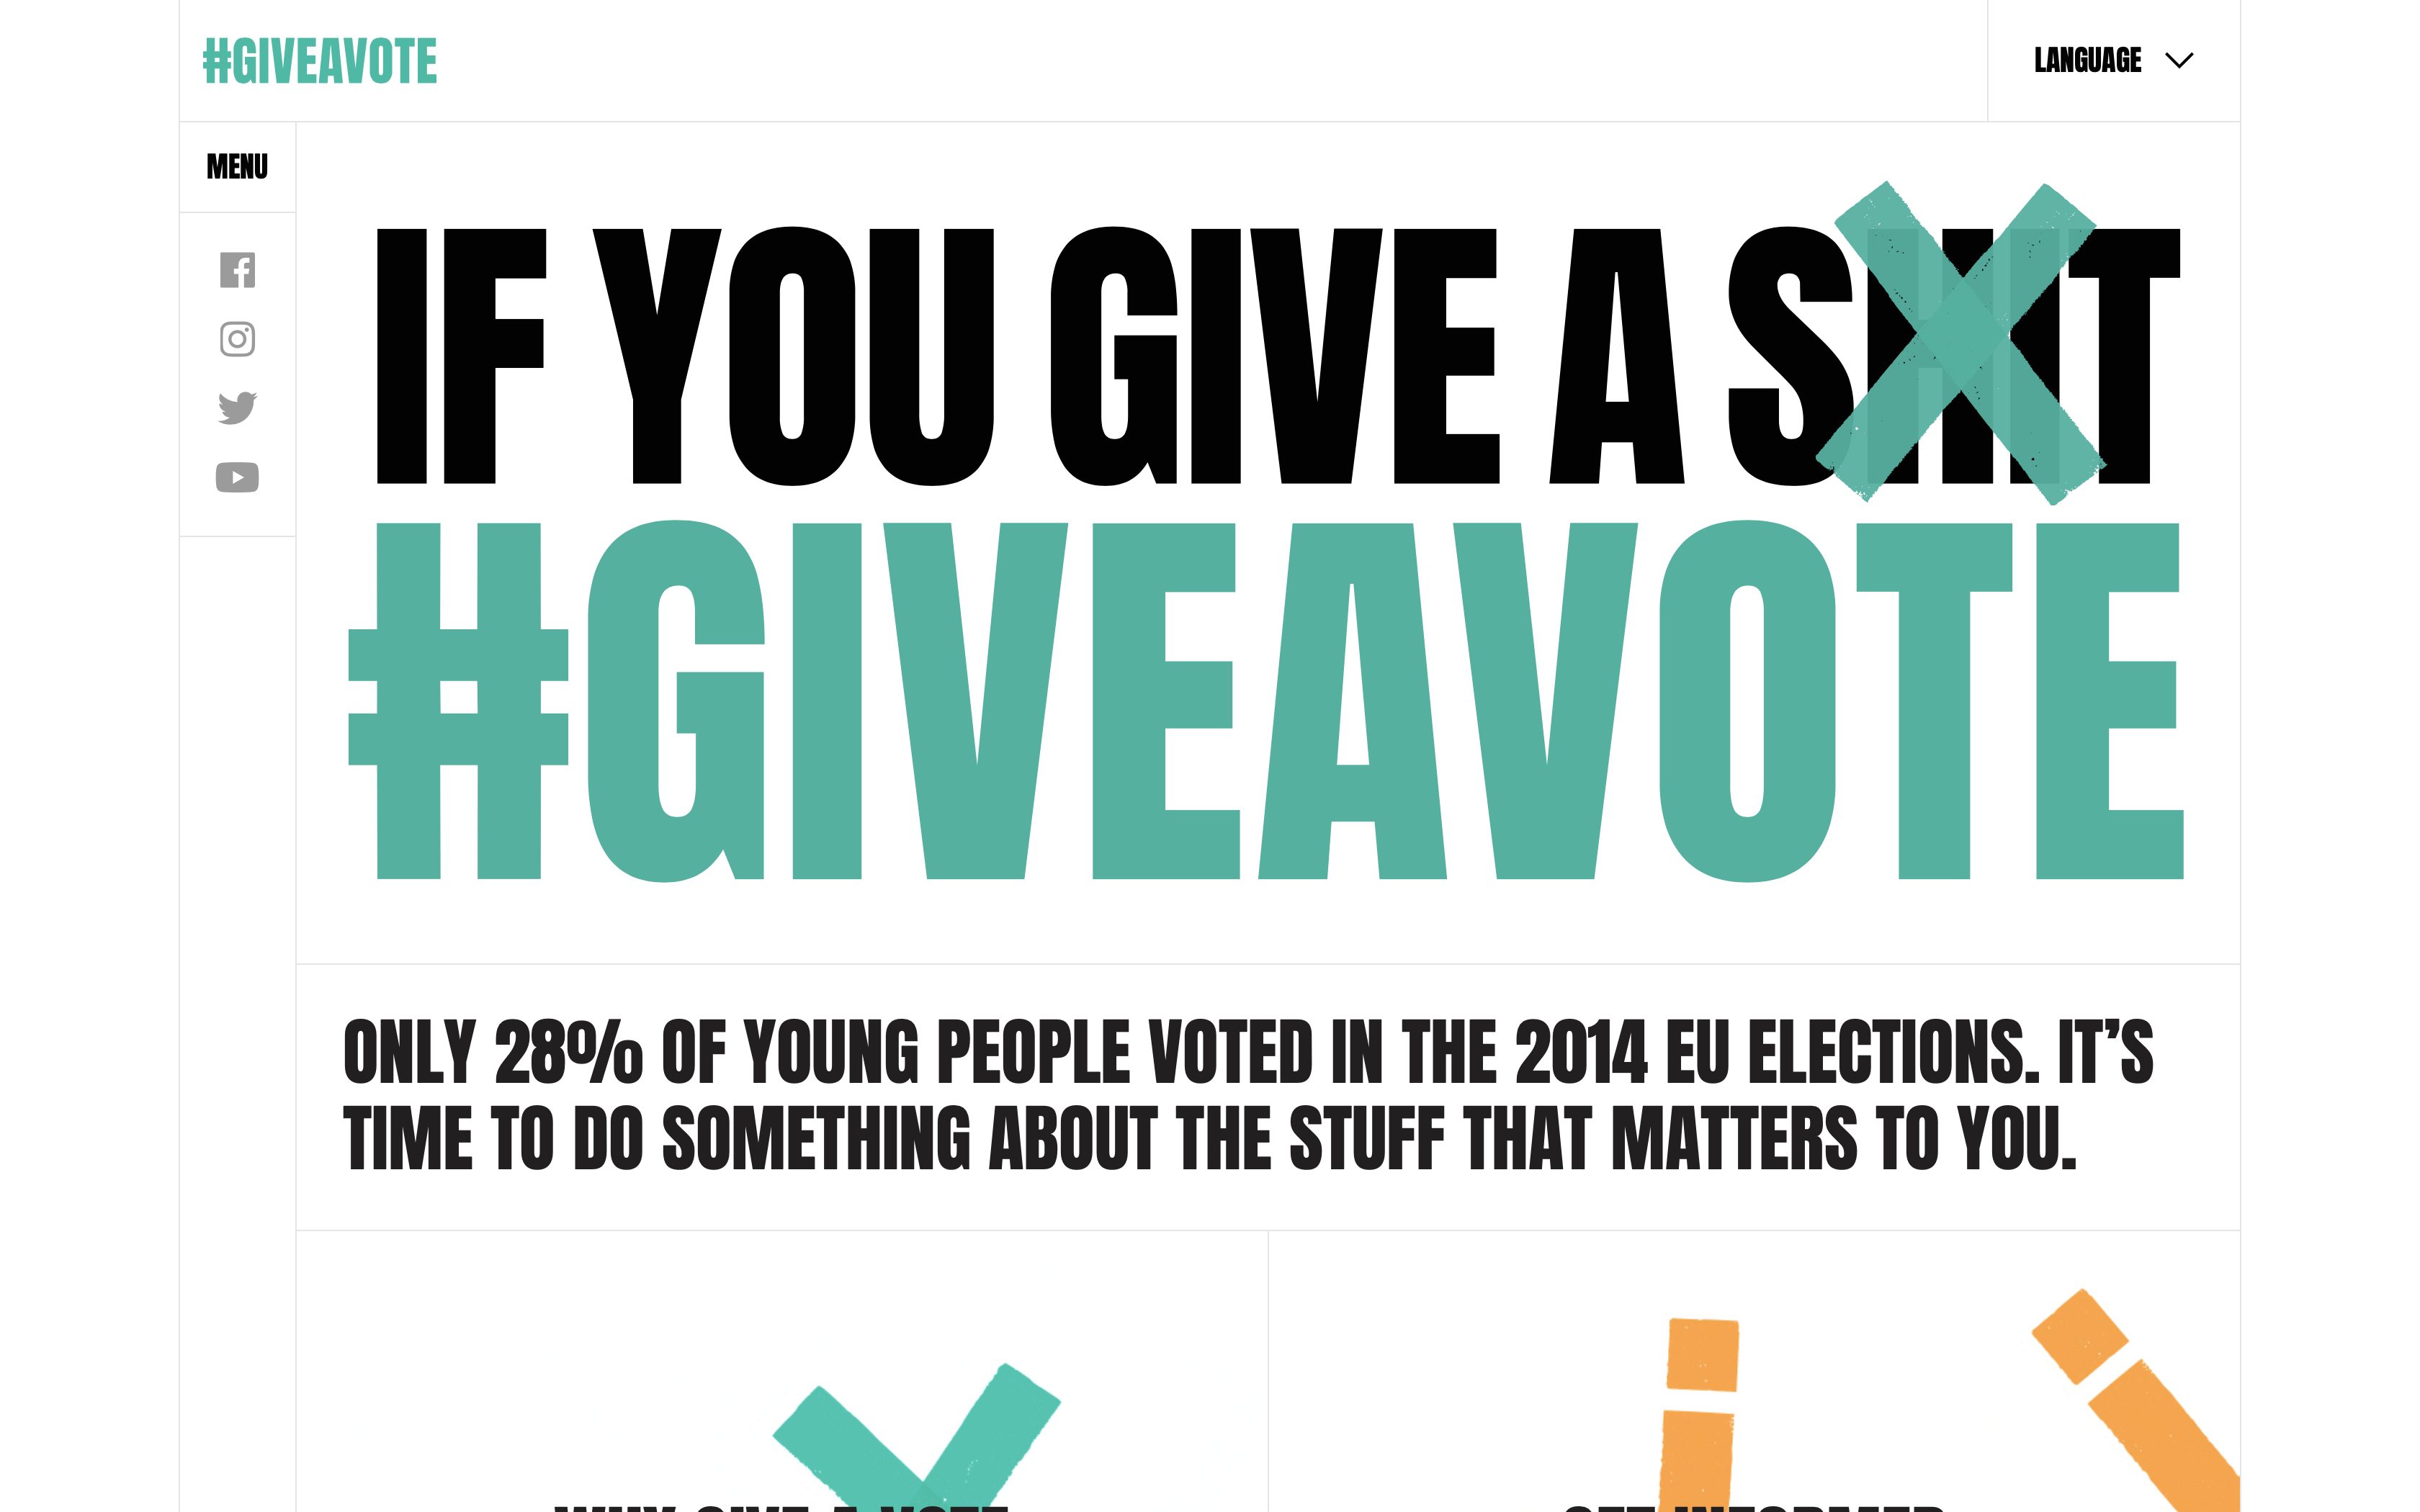 #GIVEAVOTE
LANGUAGE
MENU
IF YOU GIVE A SHIT
#GIVEAVOTE
ONLY 28% OF YOUNG PEOPLE VOTED IN THE 2014 EU ELECTIONS. IT'S
TIME TO DO SOMETHING ABOUT THE STUFF THAT MATTERS TO YOU.